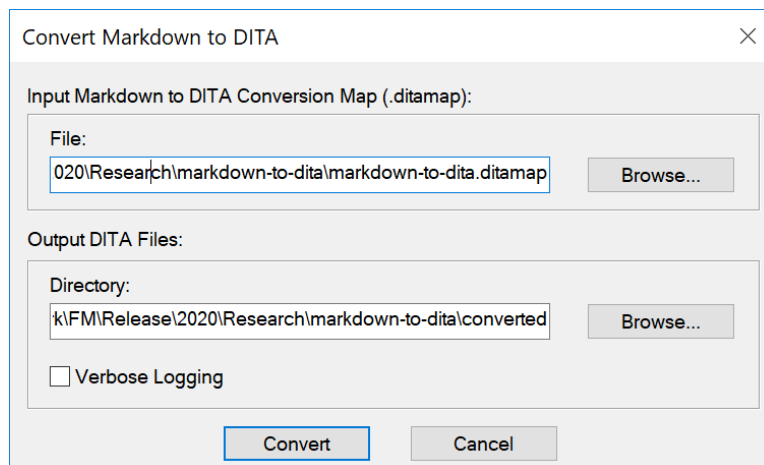 Convert Markdown to DITA
Input Markdown to DITA Conversion Map (.ditamap):
File:
020\Research\markdown-to-dita\markdown-to-dita.ditamap
Browse...
Output DITA Files:
Directory:
k\FM\Release\2020\Research\markdown-to-dita\converted
Browse...
Verbose Logging
Convert
Cancel